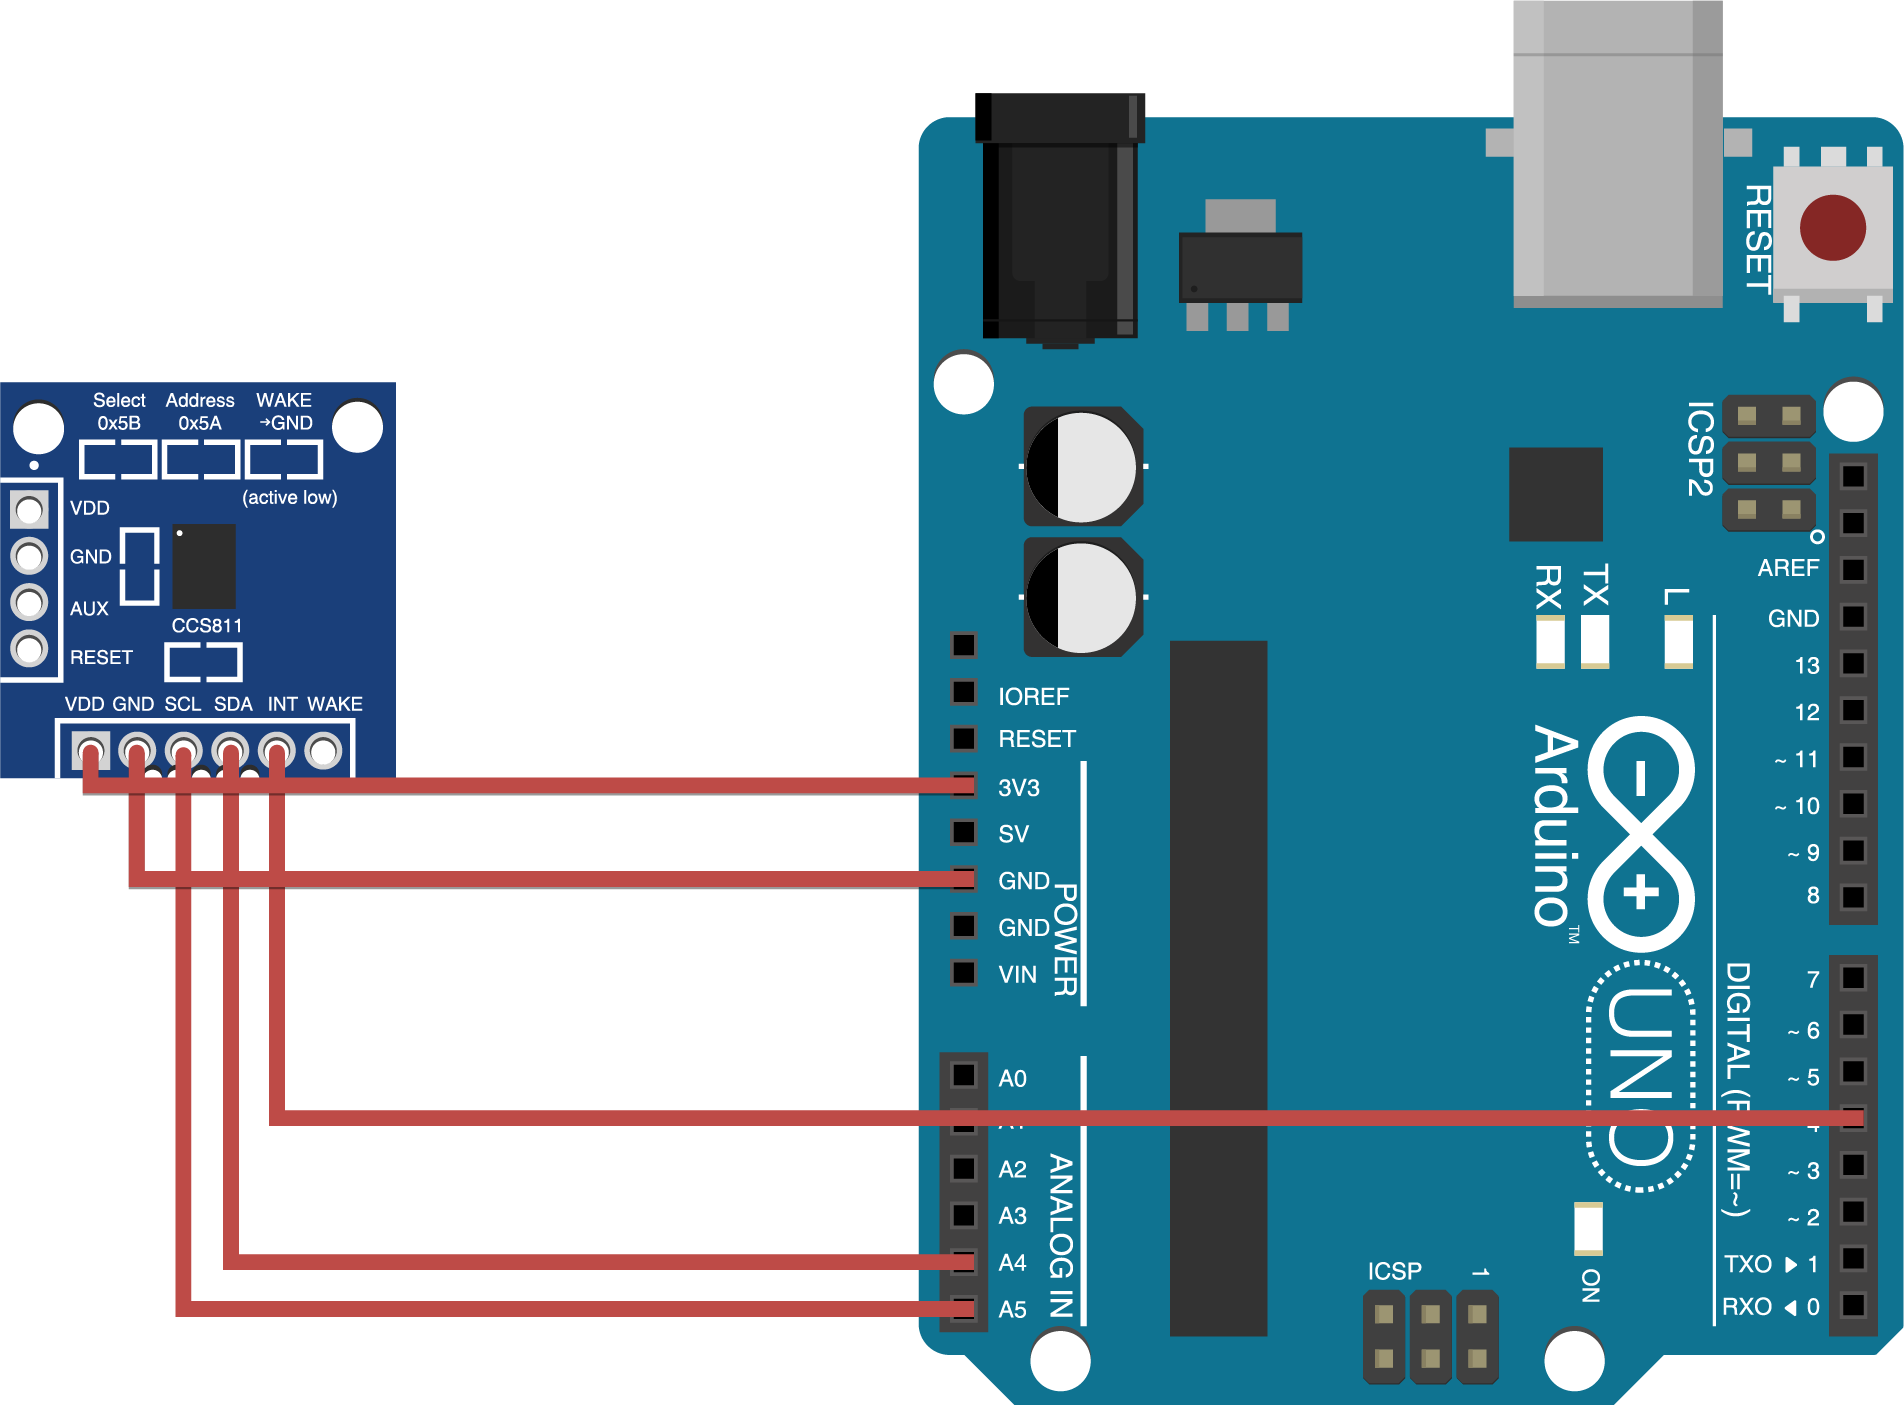 Select Address WAKE
0x5B 0x5A →GND
(active low)
VDD
GND
AUX
RESET
CCS811
VDD GND SCL SDA INT WAKE
RESET
ICSP2
IOREF
RESET
3V3
SV
GND
GND
VIN
POWER
A0
A2
A3
A4
A5
ANALOG IN
RX
TX
L
Arduino™
UNO
AREF
GND
13
12
~ 11
~ 10
~ 9
8
7
~ 6
~ 5
4
~ 3
~ 2
TXO ▶ 1
RXO ◀ 0
DIGITAL (PWM=~)
ON
ICSP
1